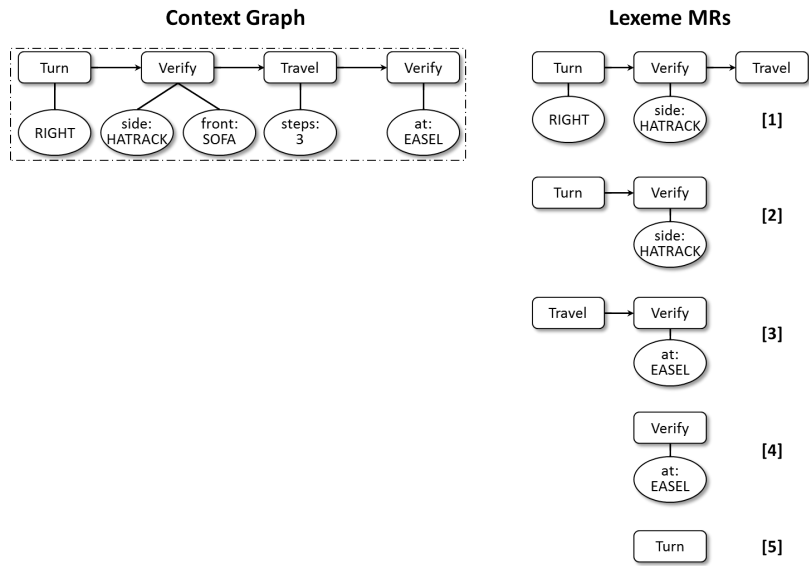 Context Graph
Lexeme MRs
Turn
Verify
Travel
Verify
RIGHT
side:
HATRACK
front:
SOFA
steps:
3
at:
EASEL
Turn
Verify
Travel
RIGHT
side:
HATRACK
[1]
Turn
Verify
side:
HATRACK
[2]
Travel
Verify
at:
EASEL
[3]
Verify
at:
EASEL
[4]
Turn
[5]